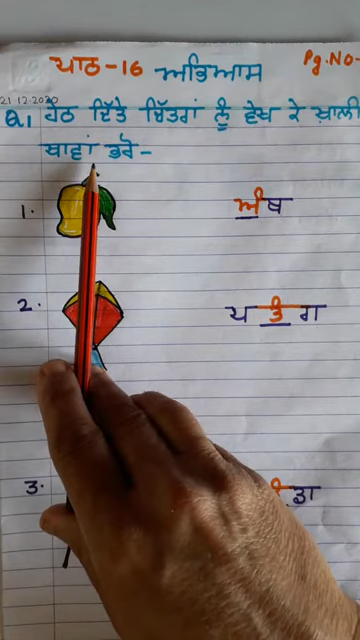 ਪਾਠ-16 ਅਭਿਆਸ Pg.No-
21 12.2020
Q1 ਹੇਠ ਦਿੱਤੇ ਚਿੱਤਰਾਂ ਨੂੰ ਵੇਖ ਕੇ ਖ਼ਾਲੀ
ਥਾਵਾਂ ਭਰੋ-
1. ਅੰਬ
2. ਪਤੰਗ
3.